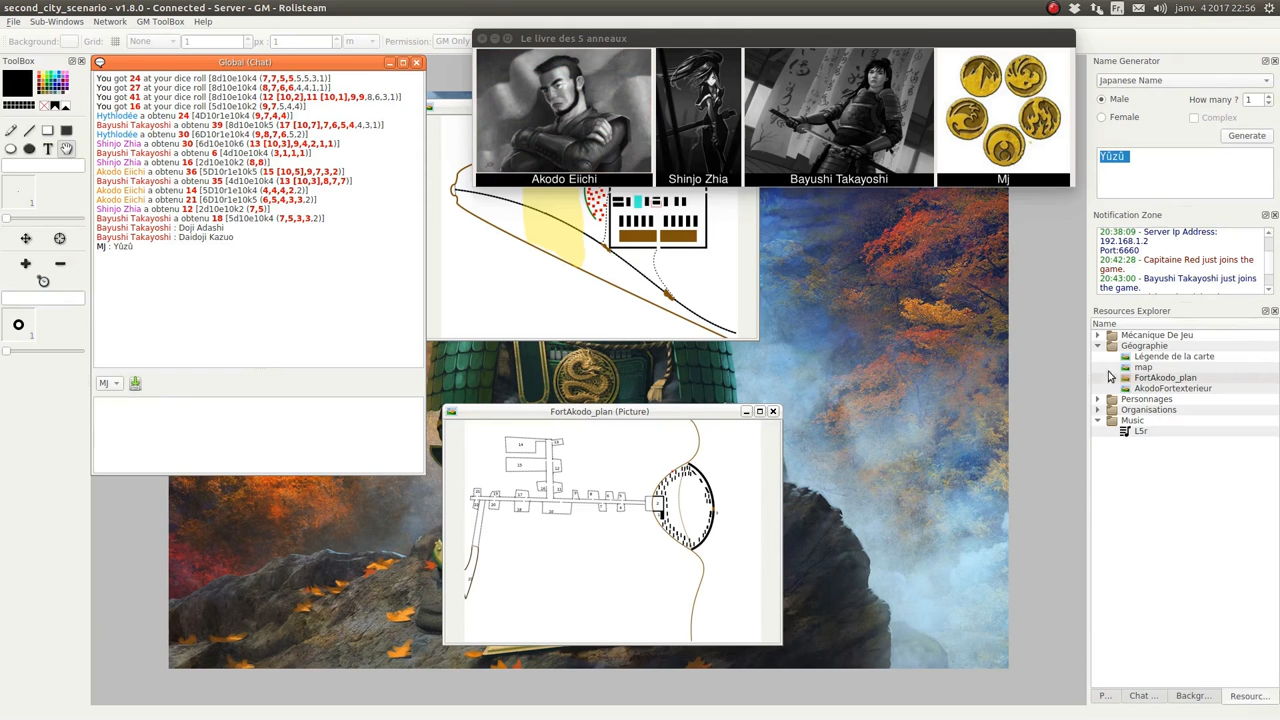 second_city_scenario - v1.8.0 - Connected - Server - GM - Rolisteam
Fr
janv. 4 2017 22:56
File Sub-Windows Network GM ToolBox Help
Background: Grid: None 1 px : 1 m Permission: GM Only
ToolBox
1
1
Global (Chat)
You got 24 at your dice roll [8d10e10k4 (7,7,5,5,5,5,3,1)]
You got 27 at your dice roll [8d10e10k4 (8,7,6,6,4,4,1,1)]
You got 41 at your dice roll [8d10e10k4 (12 [10,2],11 [10,1],9,9,8,6,3,1)]
You got 16 at your dice roll [5d10e10k2 (9,7,5,4,4)]
Hythlodée a obtenu 24 [4D10r1e10k4 (9,7,4,4)]
Bayushi Takayoshi a obtenu 39 [8d10e10k5 (17 [10,7],7,6,5,4,4,3,1)]
Hythlodée a obtenu 30 [6D10r1e10k4 (9,8,7,6,5,2)]
Shinjo Zhia a obtenu 30 [6d10e10k6 (13 [10,3],9,4,2,1,1)]
Bayushi Takayoshi a obtenu 6 [4d10e10k4 (3,1,1,1)]
Shinjo Zhia a obtenu 16 [2d10e10k2 (8,8)]
Akodo Eiichi a obtenu 36 [5D10r1e10k5 (15 [10,5],9,7,3,2)]
Bayushi Takayoshi a obtenu 35 [4d10e10k4 (13 [10,3],8,7,7)]
Akodo Eiichi a obtenu 14 [4D10r1e10k4 (4,4,4,2)]
Akodo Eiichi a obtenu 21 [6D10r1e10k5 (6,5,4,3,3,2)]
Shinjo Zhia a obtenu 12 [2d10e10k2 (7,5)]
Bayushi Takayoshi a obtenu 18 [5d10e10k4 (7,5,3,3,2)]
Bayushi Takayoshi : Doji Adashi
Bayushi Takayoshi : Daidoji Kazuo
MJ : Yûzû
MJ
Le livre des 5 anneaux
Akodo Eiichi Shinjo Zhia Bayushi Takayoshi Mj
FortAkodo_plan (Picture)
14
13
Name Generator
Japanese Name
Male How many ? 1
Female Complex
Generate
Yûzû
Notification Zone
20:38:09 - Server Ip Address:
192.168.1.2
Port:6660
20:42:28 - Capitaine Red just joins the
game.
20:43:00 - Bayushi Takayoshi just joins
the game.
Resources Explorer
Name
Mécanique De Jeu
Géographie
Légende de la carte
map
FortAkodo_plan
AkodoFortexterieur
Personnages
Organisations
Music
L5r
P... Chat ... Backgr... Resourc...